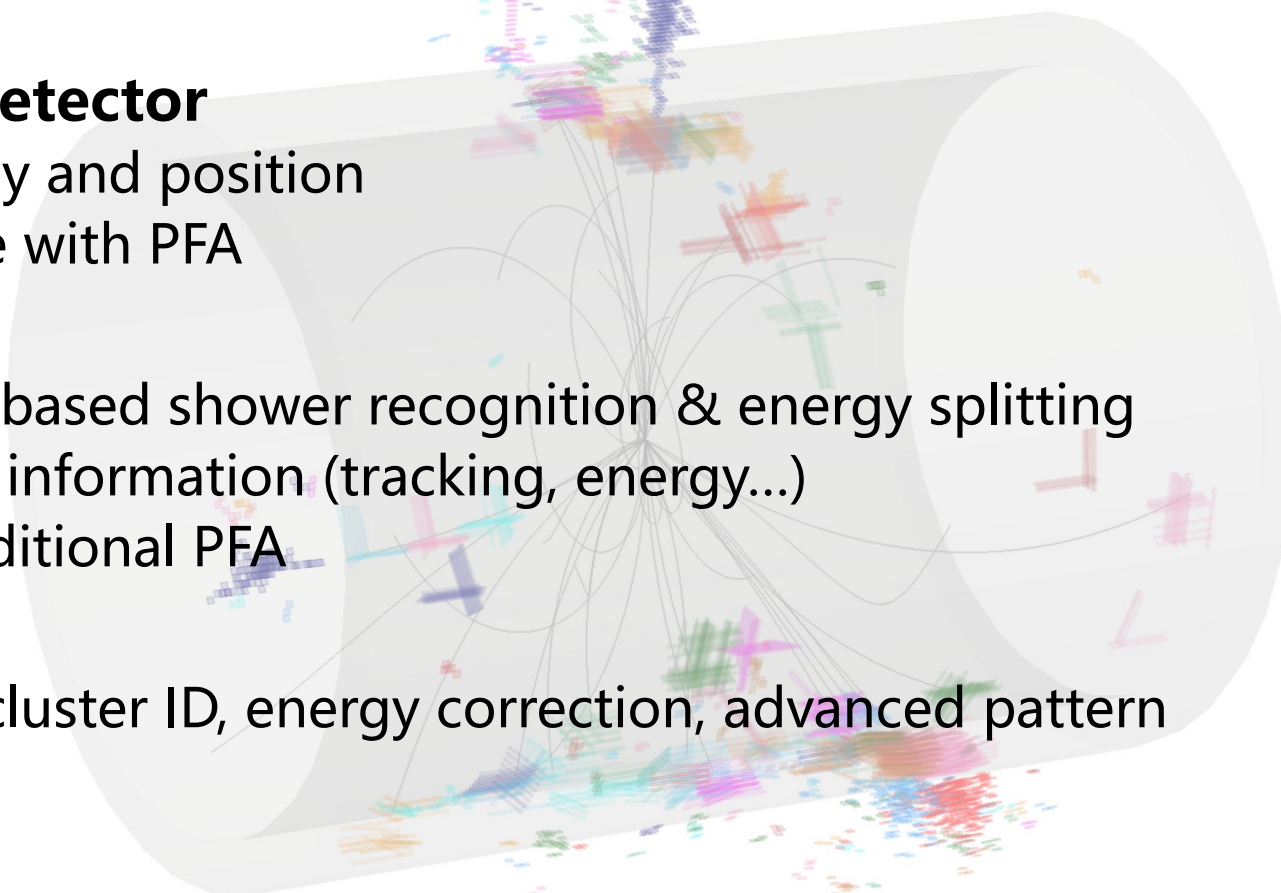 etector
y and position
e with PFA
based shower recognition & energy splitting
information (tracking, energy…)
ditional PFA
cluster ID, energy correction, advanced pattern